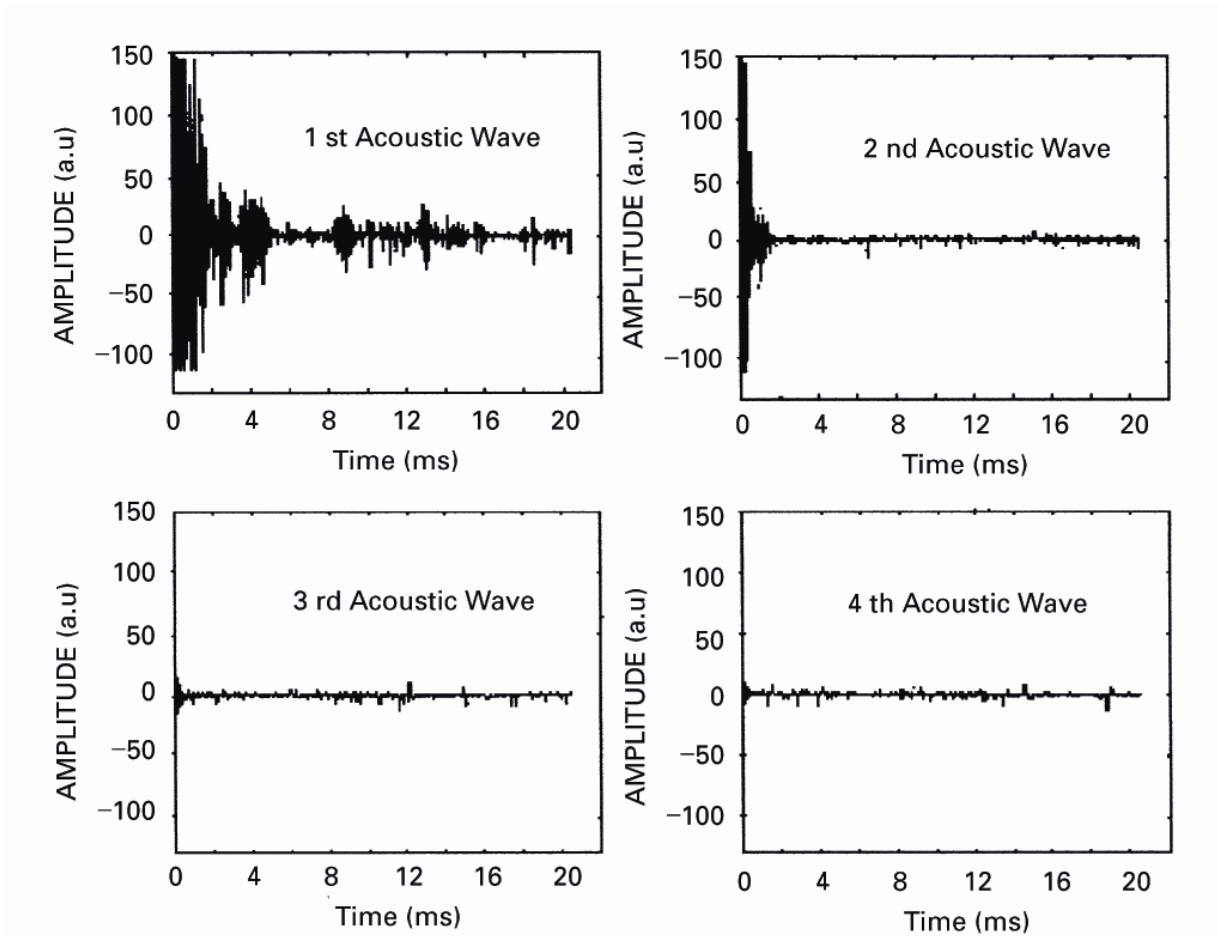 150
100
50
0
−50
−100
AMPLITUDE (a.u)
1 st Acoustic Wave
0 4 8 12 16 20
Time (ms)
150
100
50
0
−50
−100
AMPLITUDE (a.u)
2 nd Acoustic Wave
0 4 8 12 16 20
Time (ms)
150
100
50
0
−50
−100
AMPLITUDE (a.u)
3 rd Acoustic Wave
0 4 8 12 16 20
Time (ms)
150
100
50
0
−50
−100
AMPLITUDE (a.u)
4 th Acoustic Wave
0 4 8 12 16 20
Time (ms)